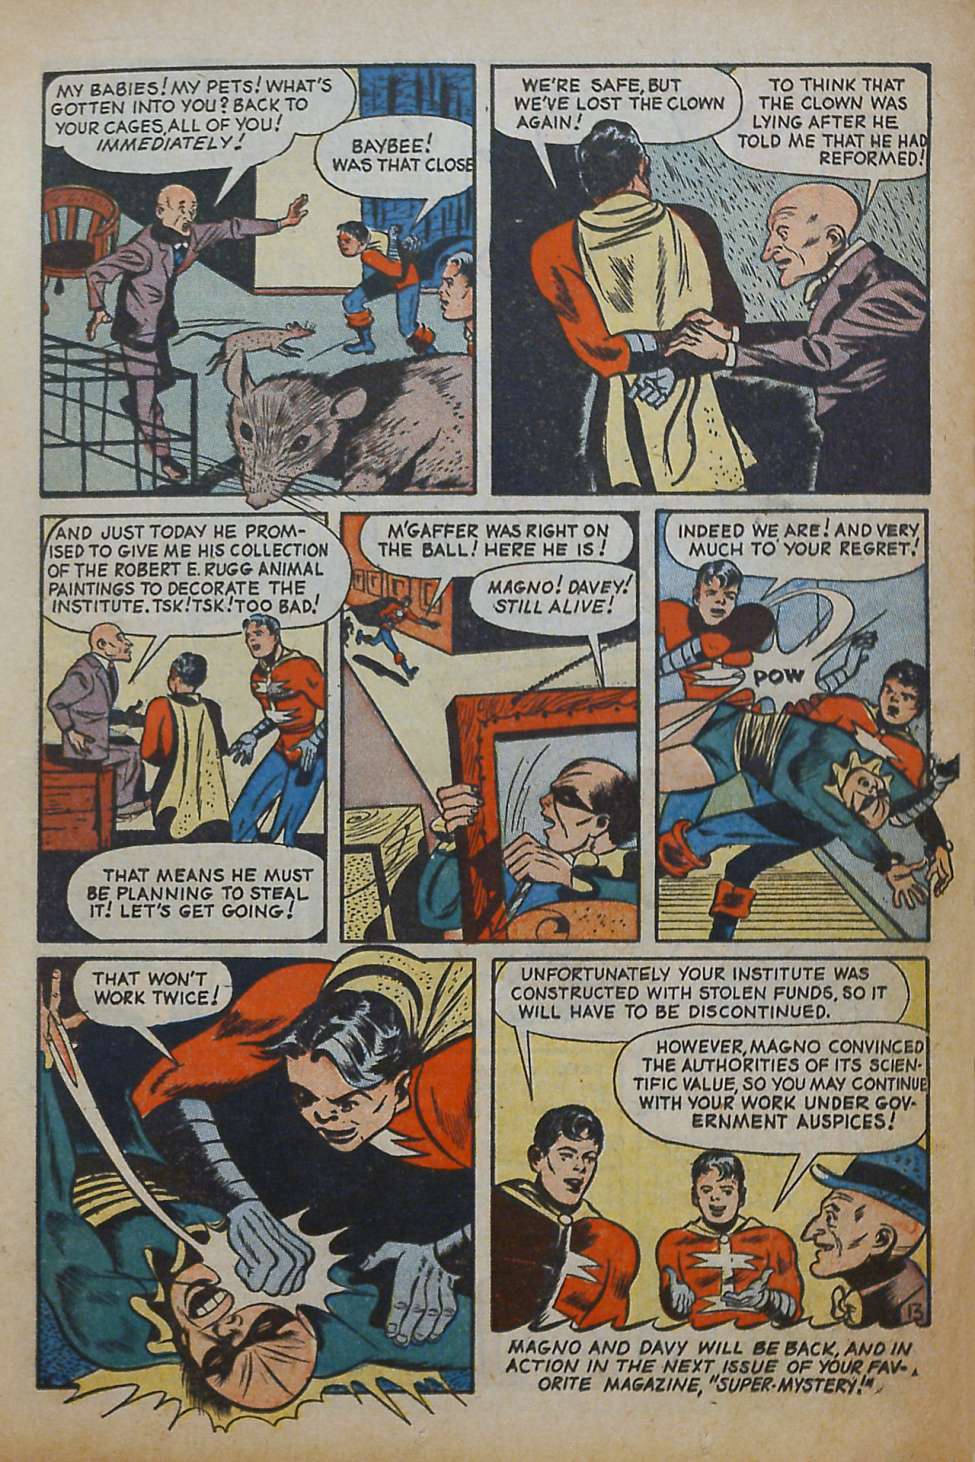 MY BABIES! MY PETS! WHAT'S
GOTTEN INTO YOU? BACK TO
YOUR CAGES, ALL OF YOU!
IMMEDIATELY!
BAYBEE!
WAS THAT CLOSE
WE'RE SAFE, BUT
WE'VE LOST THE CLOWN
AGAIN!
TO THINK THAT
THE CLOWN WAS
LYING AFTER HE
TOLD ME THAT HE HAD
REFORMED!
AND JUST TODAY HE PROM-
ISED TO GIVE ME HIS COLLECTION
OF THE ROBERT E. RUGG ANIMAL
PAINTINGS TO DECORATE THE
INSTITUTE. TSK! TSK! TOO BAD!
THAT MEANS HE MUST
BE PLANNING TO STEAL
IT! LET'S GET GOING!
M'GAFFER WAS RIGHT ON
THE BALL! HERE HE IS!
MAGNO! DAVEY!
STILL ALIVE!
INDEED WE ARE! AND VERY
MUCH TO YOUR REGRET!
POW
THAT WON'T
WORK TWICE!
UNFORTUNATELY YOUR INSTITUTE WAS
CONSTRUCTED WITH STOLEN FUNDS, SO IT
WILL HAVE TO BE DISCONTINUED.
HOWEVER, MAGNO CONVINCED
THE AUTHORITIES OF ITS SCIEN-
TIFIC VALUE, SO YOU MAY CONTINUE
WITH YOUR WORK UNDER GOV-
ERNMENT AUSPICES!
13
MAGNO AND DAVY WILL BE BACK, AND IN
ACTION IN THE NEXT ISSUE OF YOUR FAV-
ORITE MAGAZINE, "SUPER-MYSTERY!"